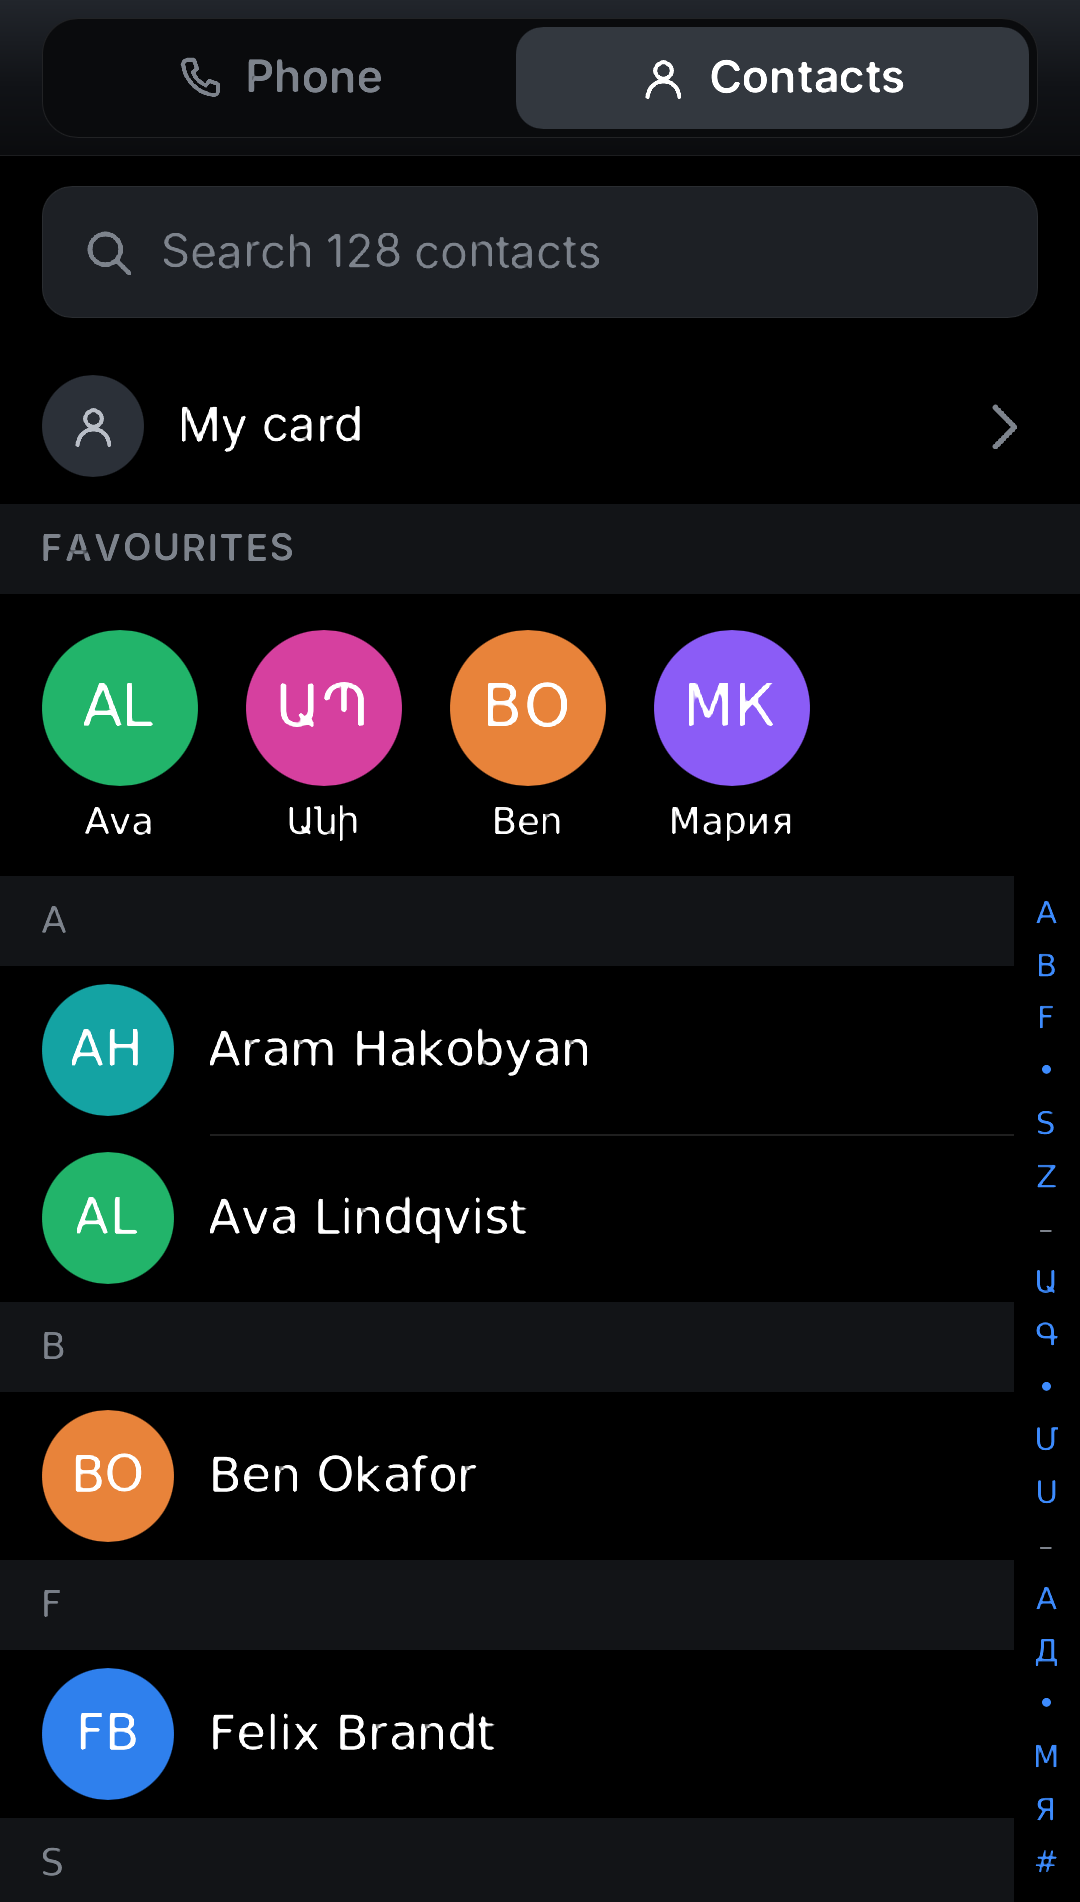 Phone
Contacts
Search 128 contacts
My card
FAVOURITES
AL
ԱՊ
BO
МК
Ava
Անի
Ben
Мария
A
AH
Aram Hakobyan
AL
Ava Lindqvist
B
BO
Ben Okafor
F
FB
Felix Brandt
S
A
B
F
•
S
Z
–
Ա
Գ
•
Մ
Ս
–
А
Д
•
М
Я
#